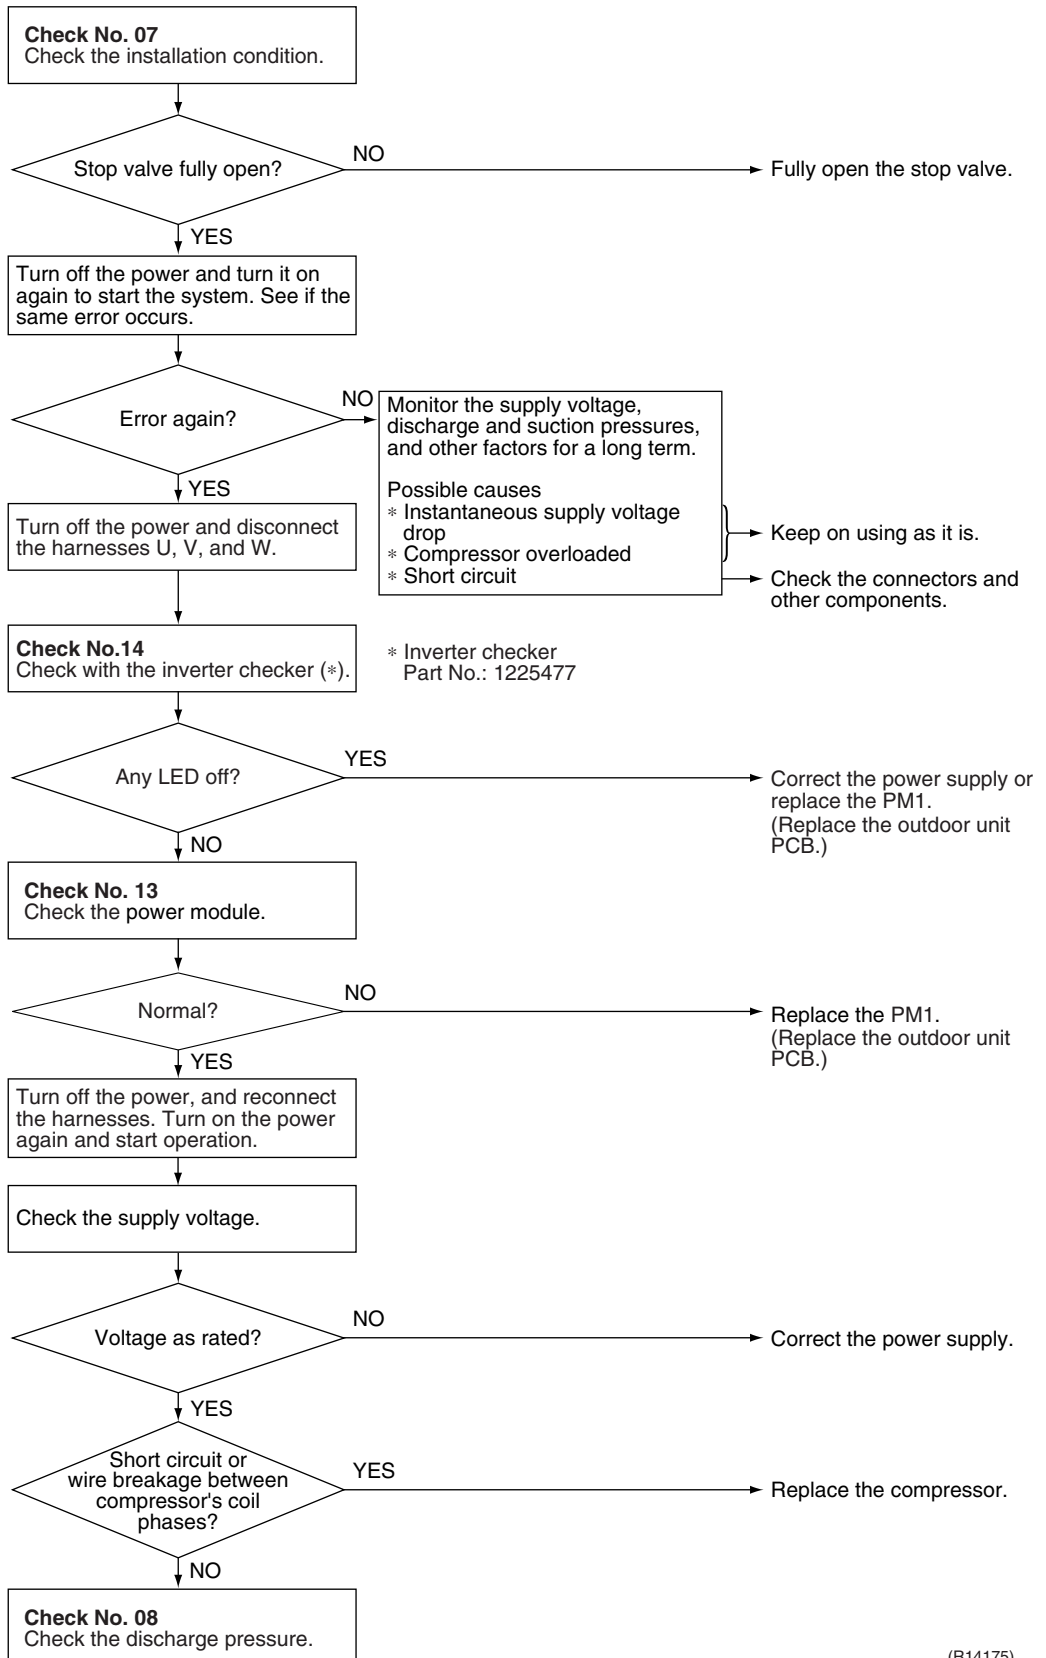 Check No. 07
Check the installation condition.
Stop valve fully open?
NO
Fully open the stop valve.
YES
Turn off the power and turn it on
again to start the system. See if the
same error occurs.
Error again?
NO
Monitor the supply voltage,
discharge and suction pressures,
and other factors for a long term.
Possible causes
∗ Instantaneous supply voltage
drop
∗ Compressor overloaded
∗ Short circuit
Keep on using as it is.
Check the connectors and
other components.
YES
Turn off the power and disconnect
the harnesses U, V, and W.
Check No.14
Check with the inverter checker (∗).
∗ Inverter checker
Part No.: 1225477
Any LED off?
YES
Correct the power supply or
replace the PM1.
(Replace the outdoor unit
PCB.)
NO
Check No. 13
Check the power module.
Normal?
NO
Replace the PM1.
(Replace the outdoor unit
PCB.)
YES
Turn off the power, and reconnect
the harnesses. Turn on the power
again and start operation.
Check the supply voltage.
Voltage as rated?
NO
Correct the power supply.
YES
Short circuit or
wire breakage between
compressor's coil
phases?
YES
Replace the compressor.
NO
Check No. 08
Check the discharge pressure.
(R14175)